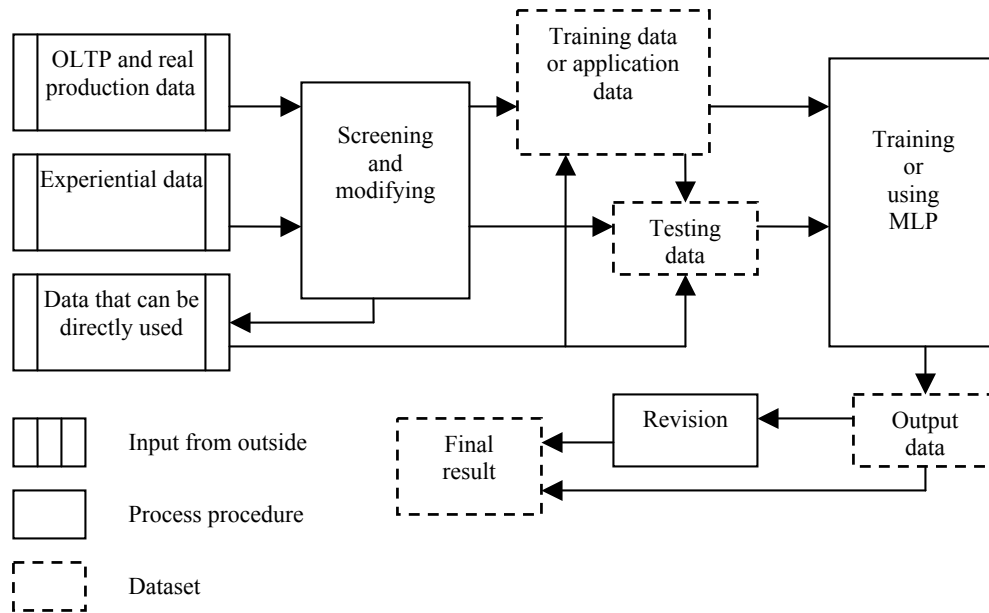 OLTP and real
production data
Experiential data
Data that can be
directly used
Screening
and
modifying
Training data
or application
data
Testing
data
Training
or
using
MLP
Output
data
Revision
Final
result
Input from outside
Process procedure
Dataset